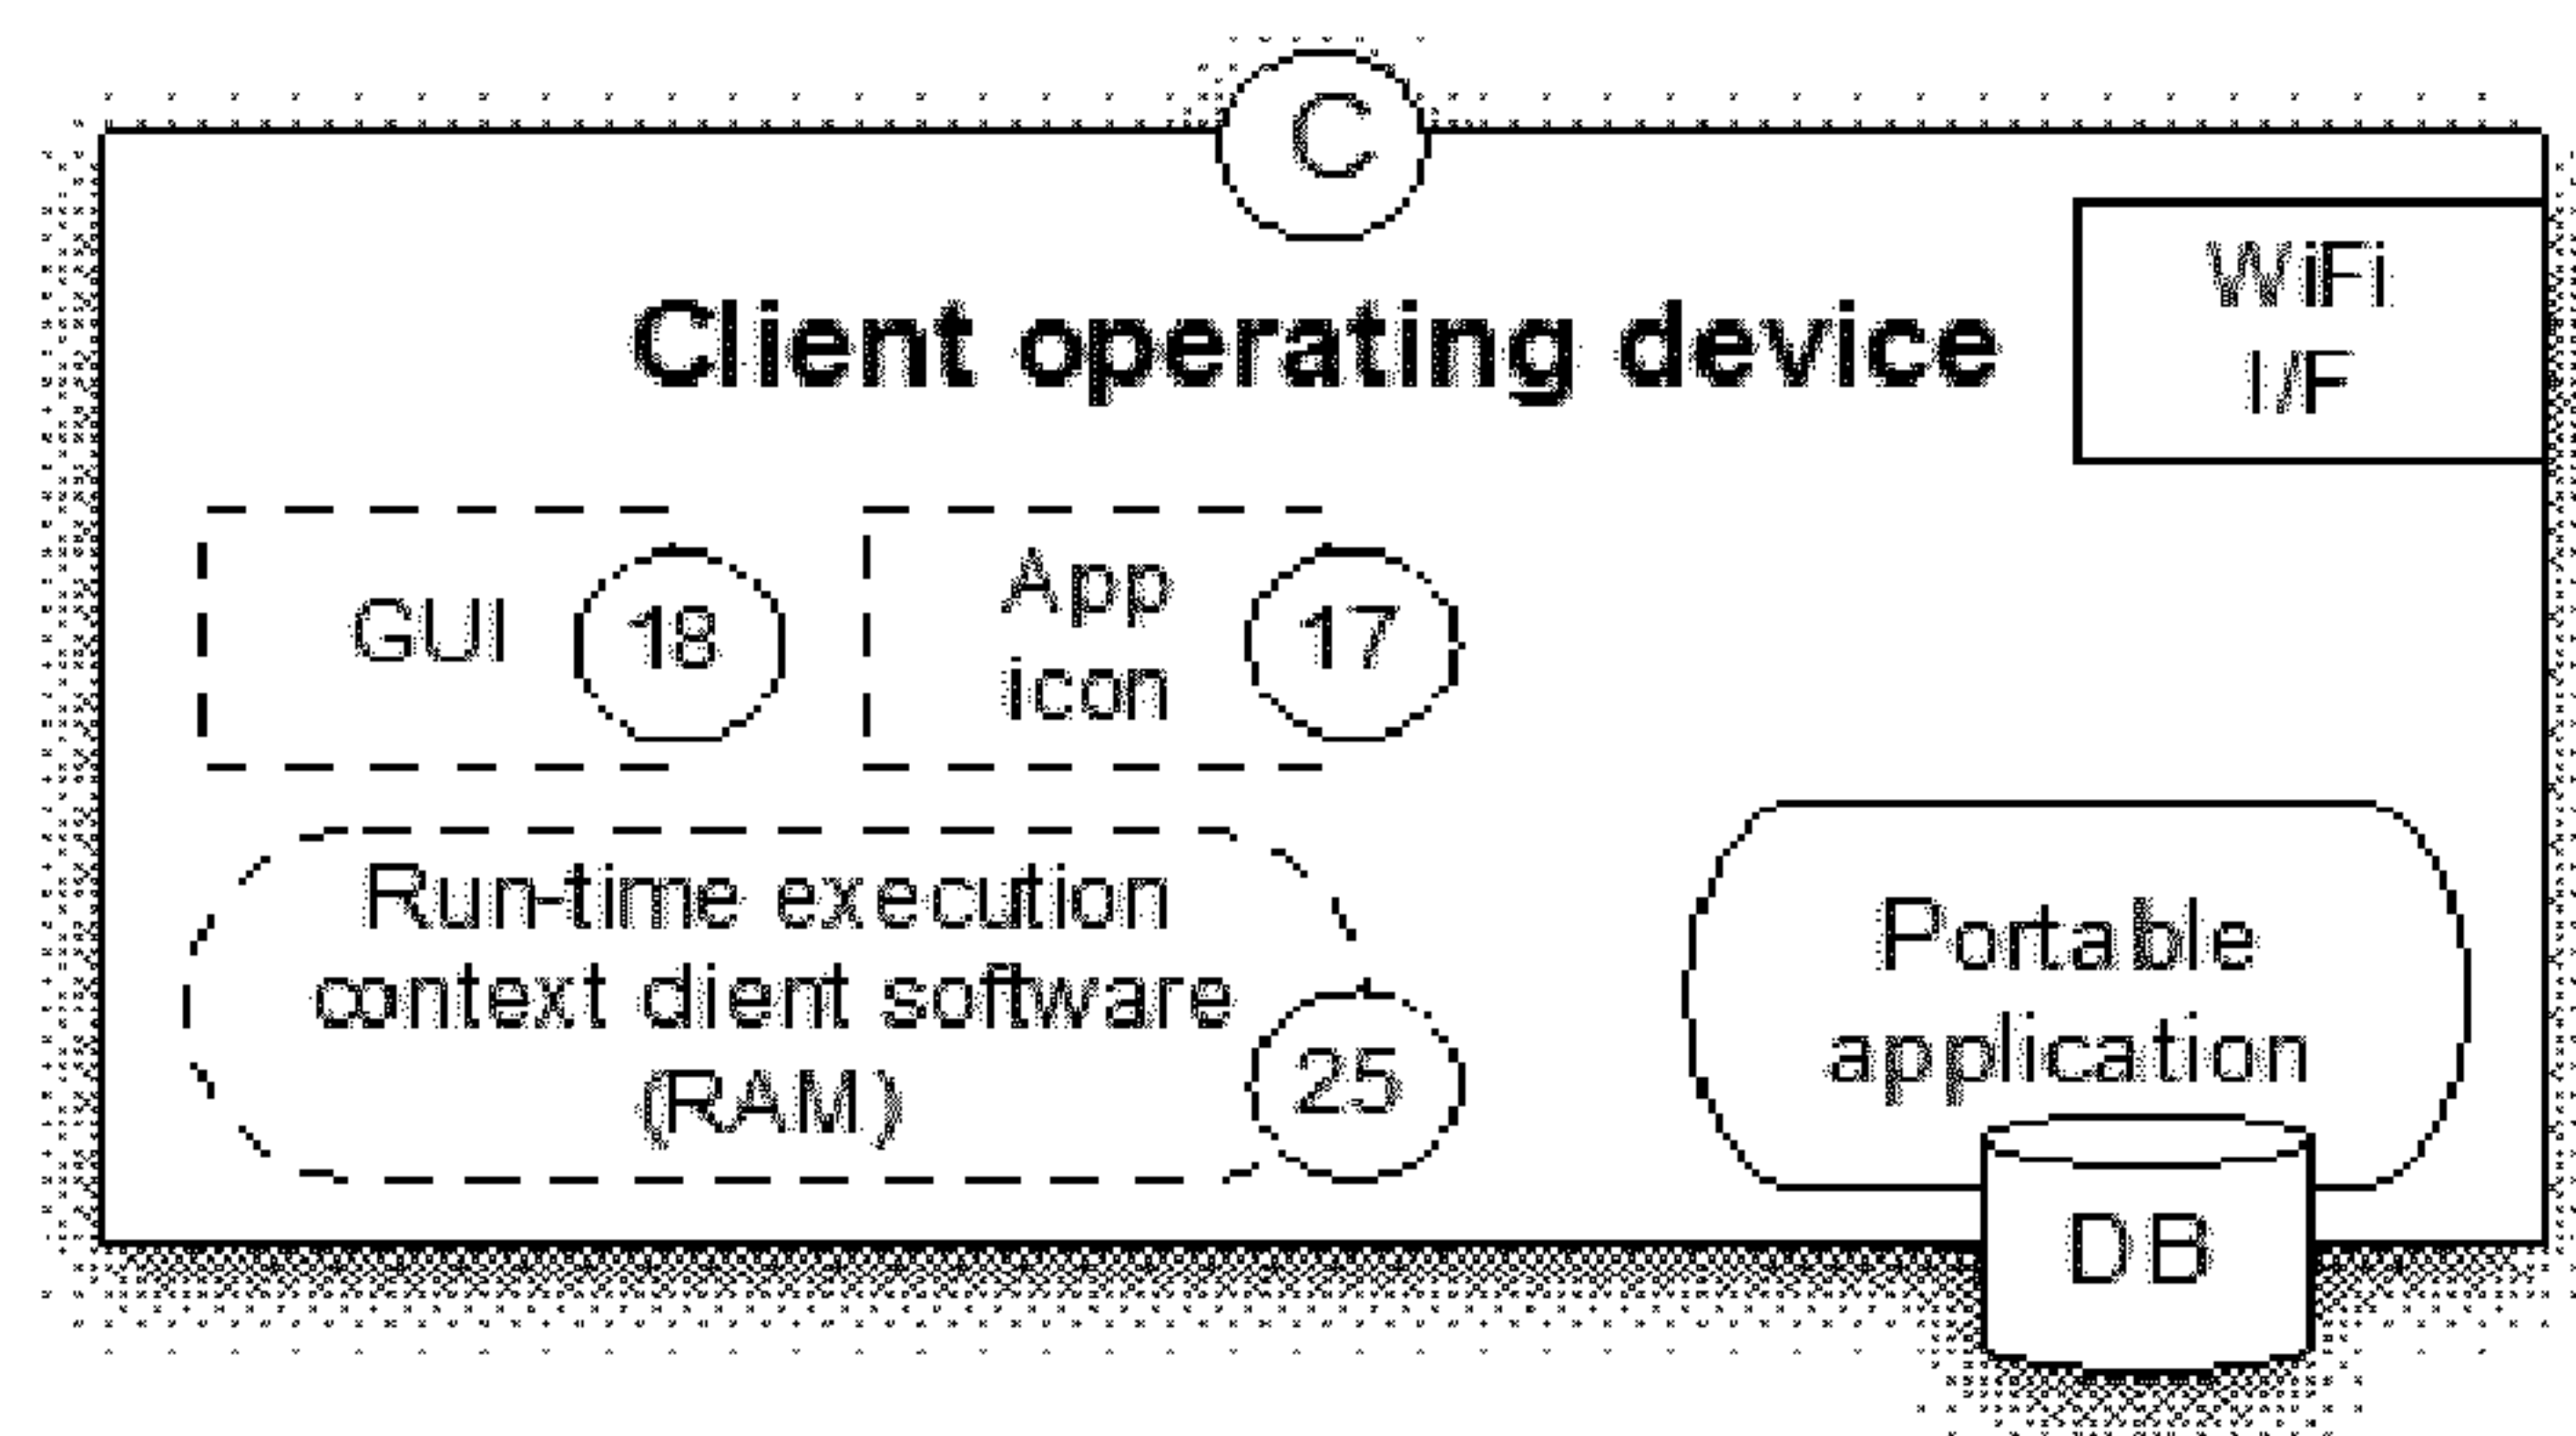 C
Client operating device
WiFi
I/F
GUI
18
App
icon
17
Run-time execution
context client software
(RAM)
25
Portable
application
DB